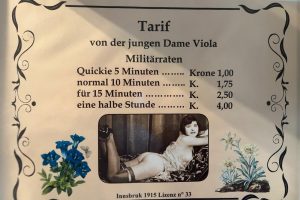 Tarif
von der jungen Dame Viola
Militärraten
Quickie 5 Minuten ........ Krone 1,00
normal 10 Minuten ..... K. 1,75
für 15 Minuten ............ K. 2,50
eine halbe Stunde ....... K. 4,00
Innsbruk 1915 Lizenz n° 33